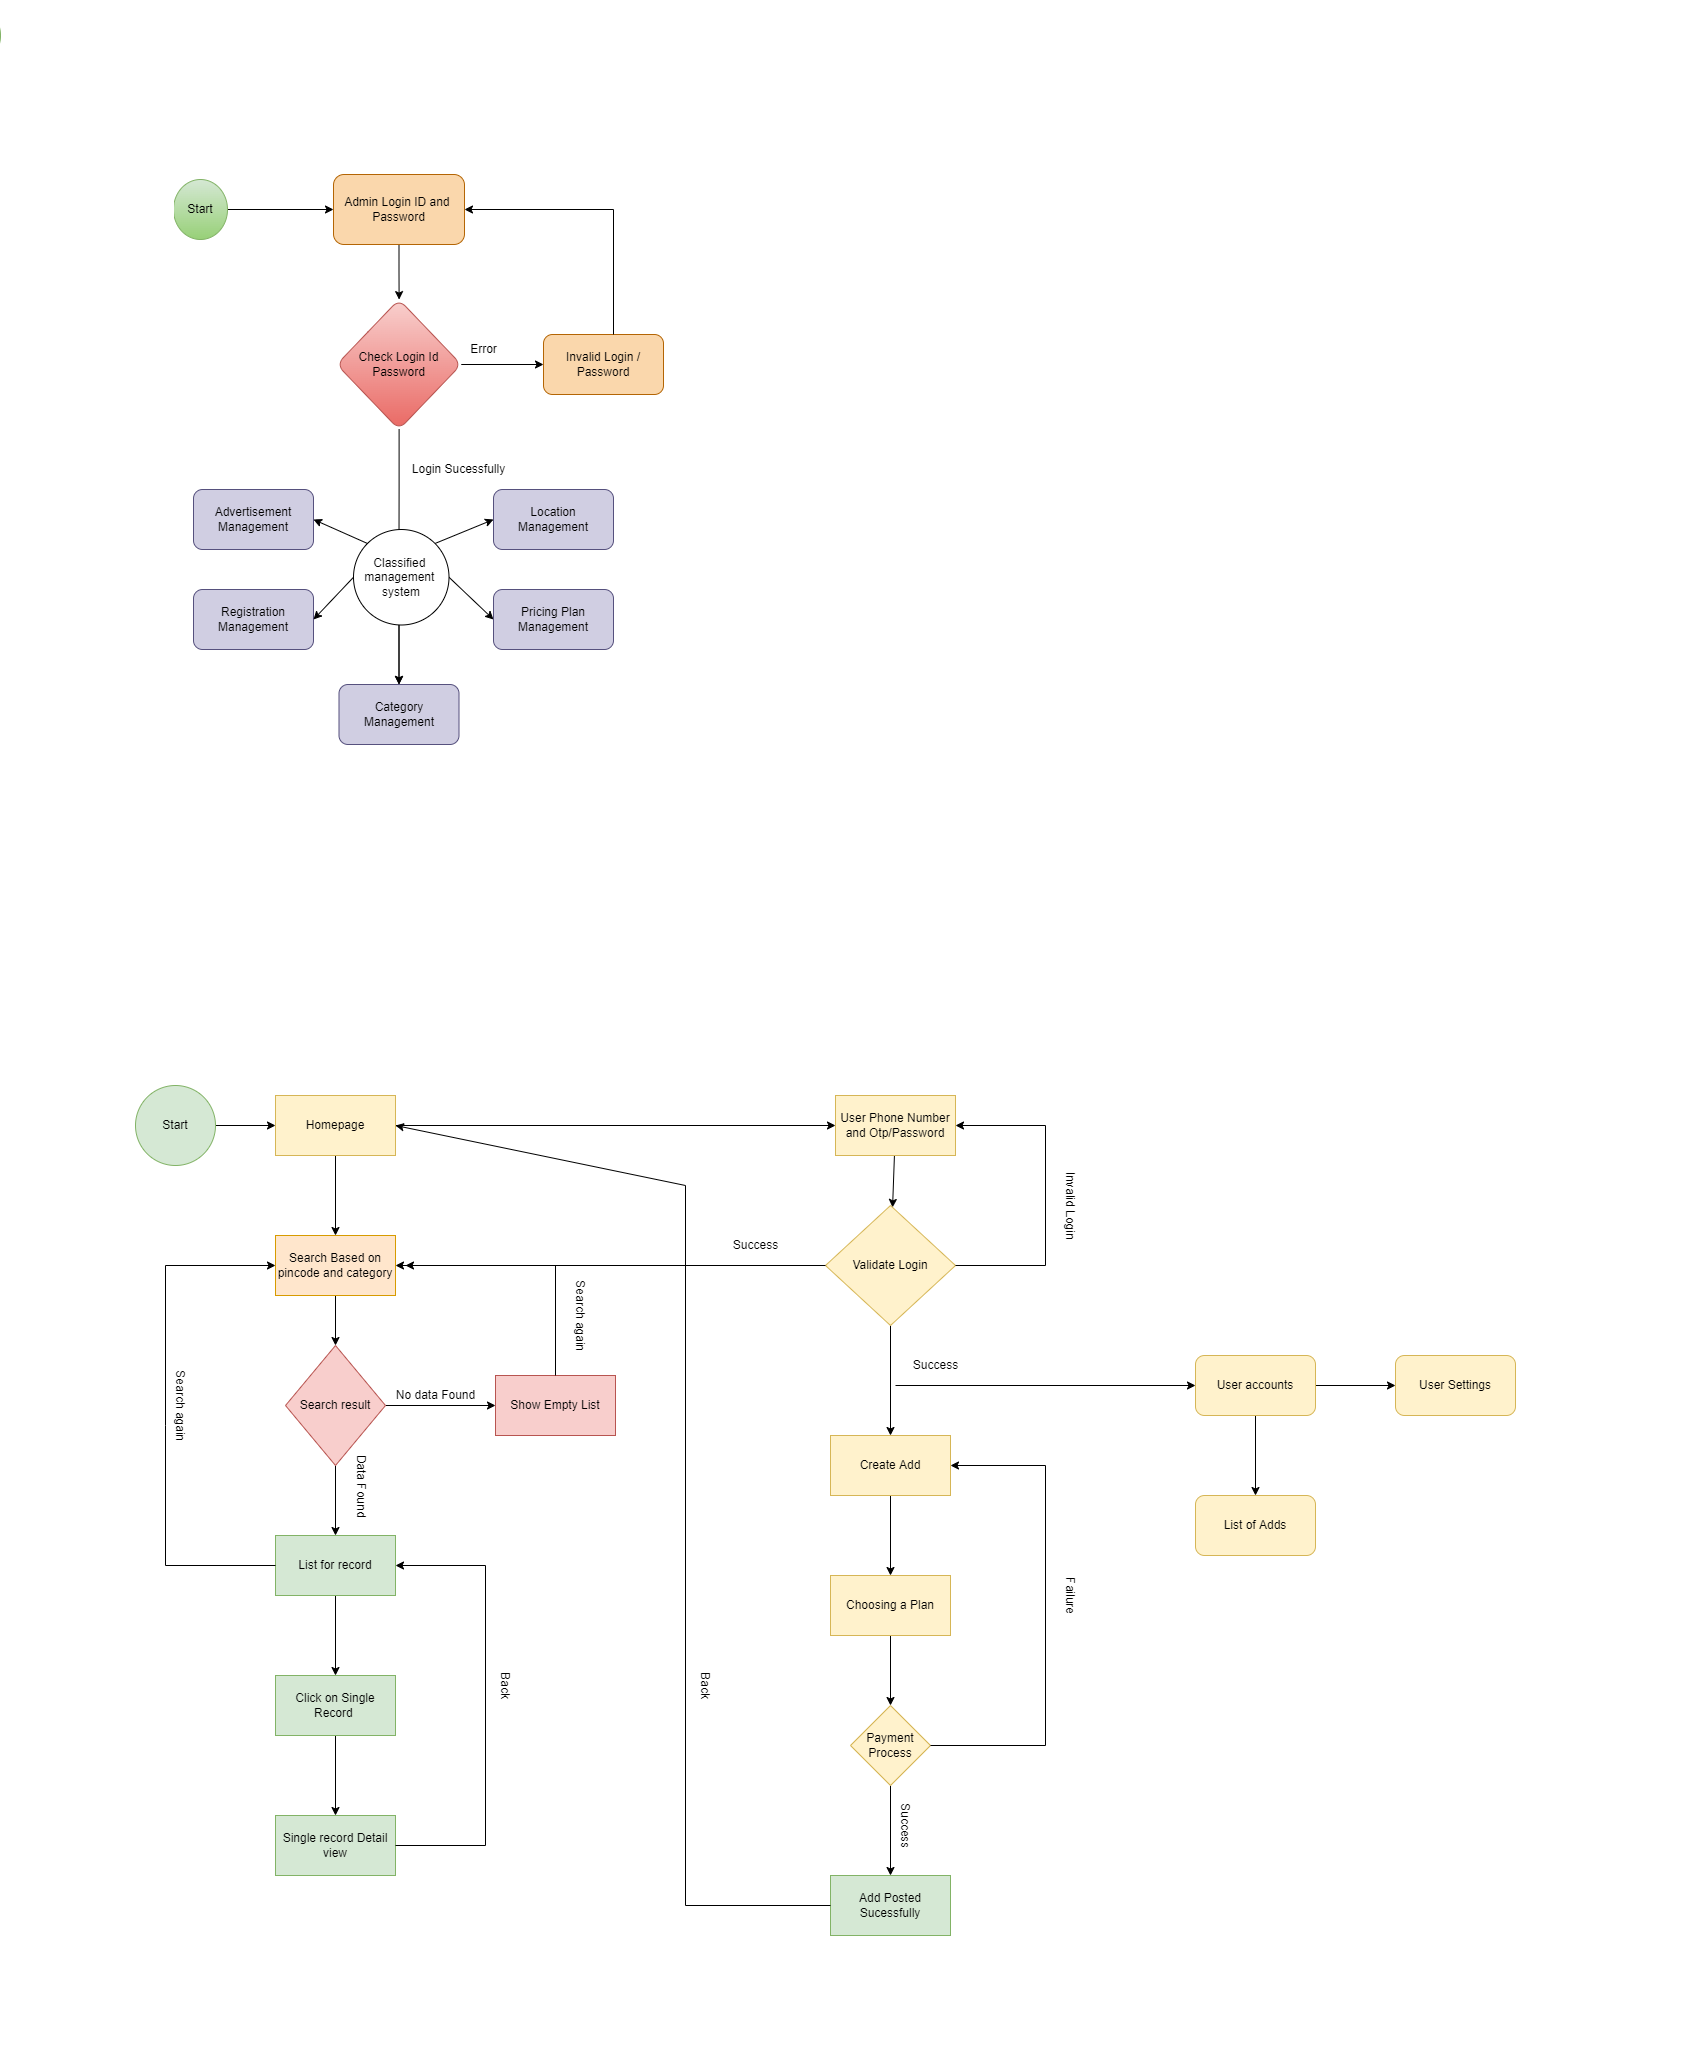 Start
Admin Login ID and
Password
Check Login Id
Password
Error
Invalid Login /
Password
Login Sucessfully
Advertisement
Management
Location
Management
Classified
management
system
Registration
Management
Pricing Plan
Management
Category
Management
Start
Homepage
User Phone Number
and Otp/Password
Invalid Login
Search Based on
pincode and category
Success
Validate Login
Search again
Search again
Search result
No data Found
Show Empty List
Data Found
Success
User accounts
User Settings
Create Add
List of Adds
List for record
Choosing a Plan
Failure
Click on Single
Record
Back
Back
Payment
Process
Single record Detail
view
Success
Add Posted
Sucessfully